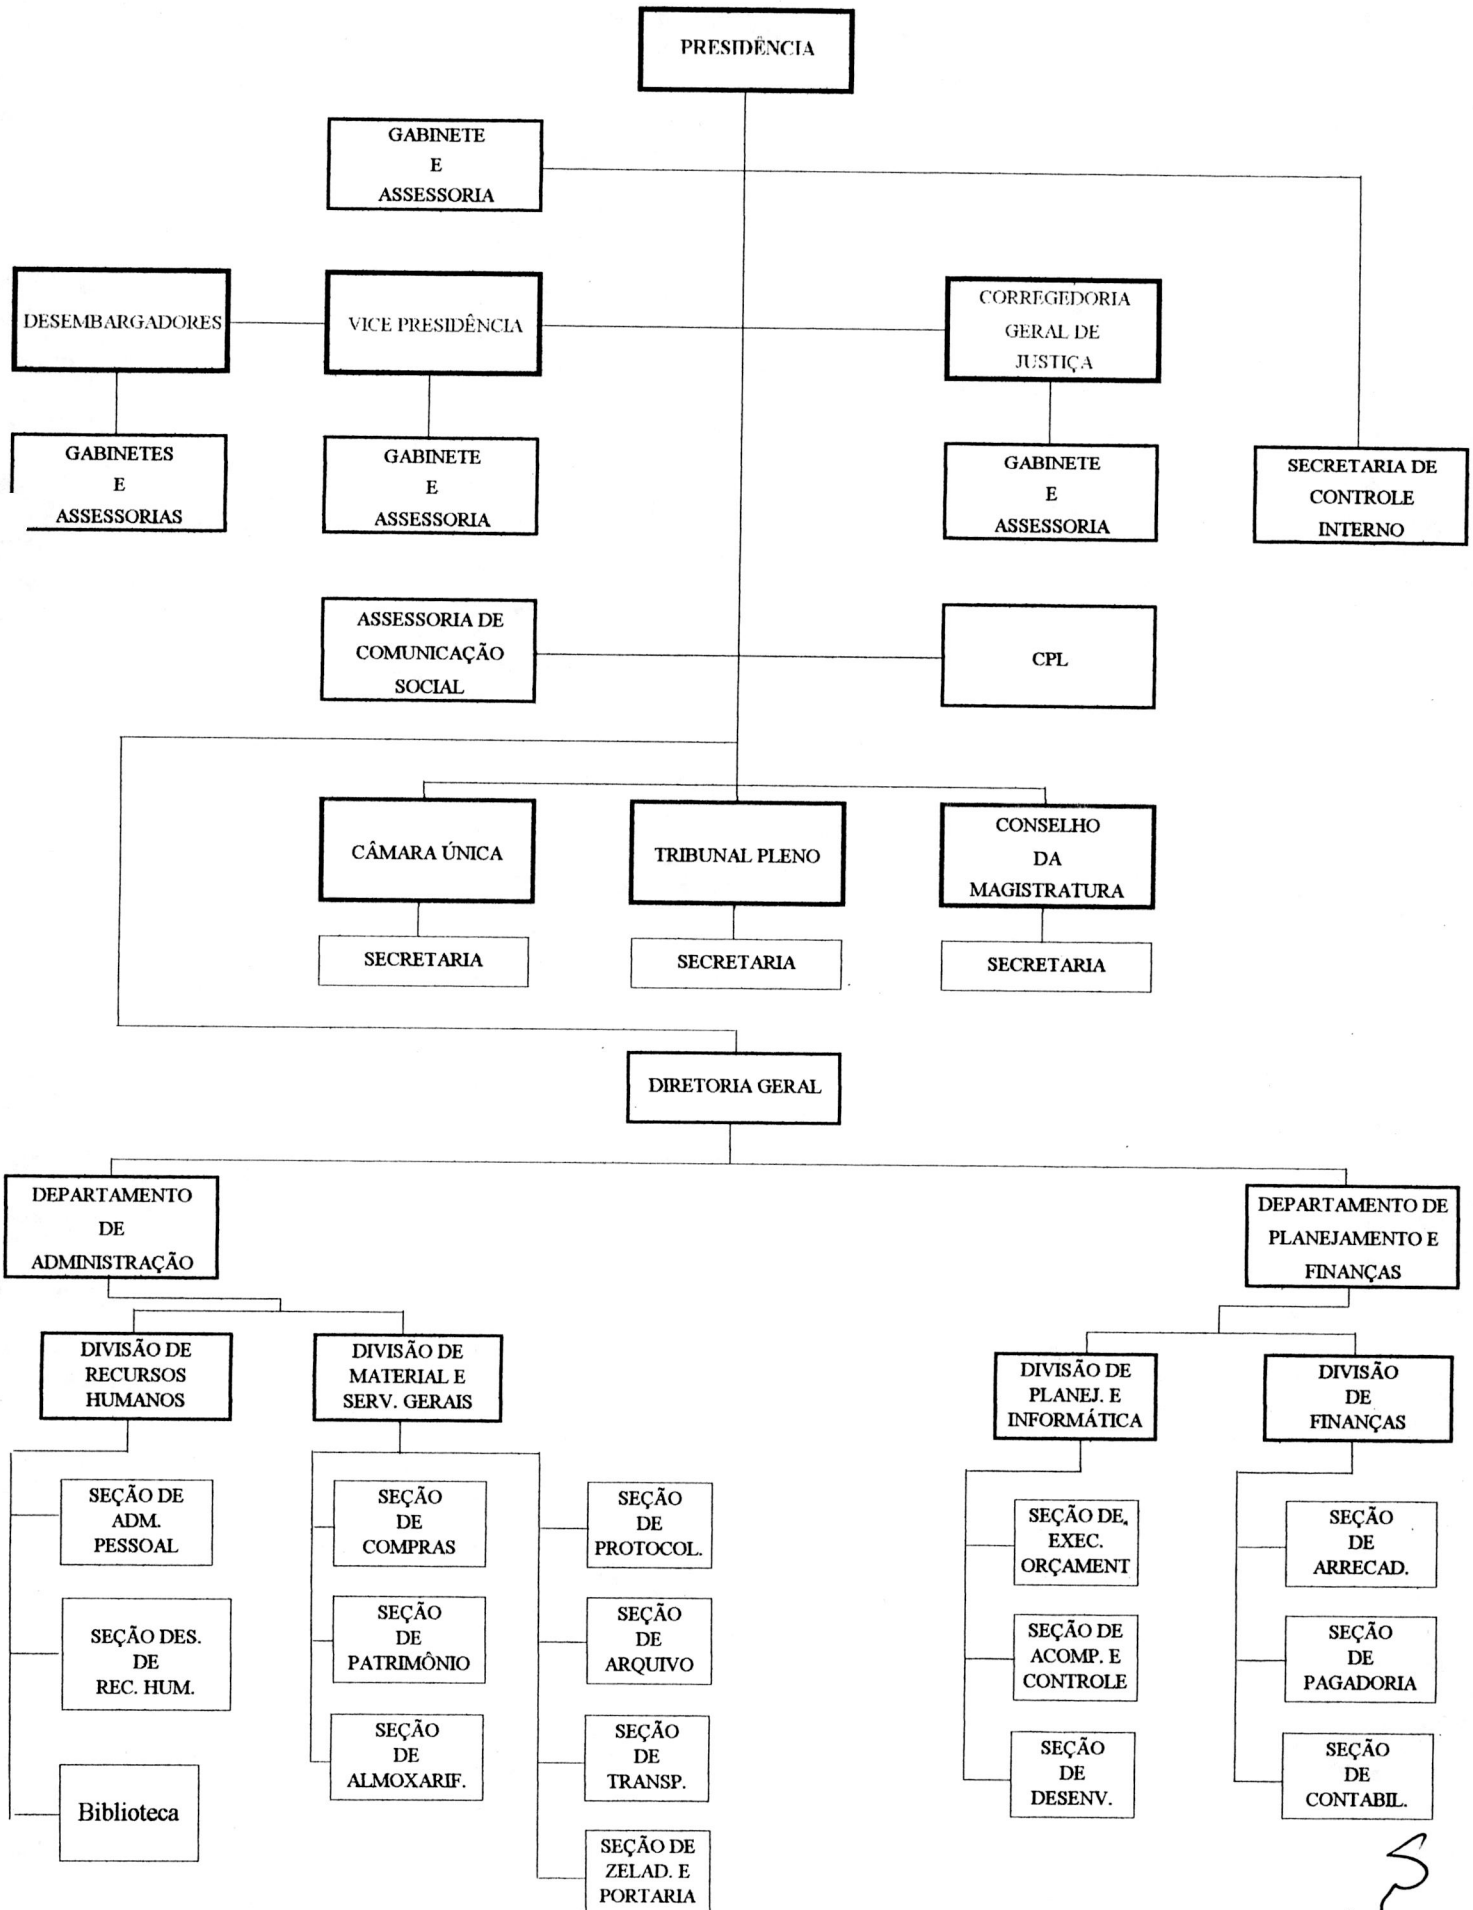 PRESIDÊNCIA
GABINETE
E
ASSESSORIA
DESEMBARGADORES
VICE PRESIDÊNCIA
CORREGEDORIA
GERAL DE
JUSTIÇA
GABINETES
E
ASSESSORIAS
GABINETE
E
ASSESSORIA
GABINETE
E
ASSESSORIA
SECRETARIA DE
CONTROLE
INTERNO
ASSESSORIA DE
COMUNICAÇÃO
SOCIAL
CPL
CÂMARA ÚNICA
TRIBUNAL PLENO
CONSELHO
DA
MAGISTRATURA
SECRETARIA
SECRETARIA
SECRETARIA
DIRETORIA GERAL
DEPARTAMENTO
DE
ADMINISTRAÇÃO
DEPARTAMENTO DE
PLANEJAMENTO E
FINANÇAS
DIVISÃO DE
RECURSOS
HUMANOS
DIVISÃO DE
MATERIAL E
SERV. GERAIS
DIVISÃO DE
PLANEJ. E
INFORMÁTICA
DIVISÃO
DE
FINANÇAS
SEÇÃO DE
ADM.
PESSOAL
SEÇÃO
DE
COMPRAS
SEÇÃO
DE
PROTOCOL.
SEÇÃO DE
EXEC.
ORÇAMENT
SEÇÃO
DE
ARRECAD.
SEÇÃO DES.
DE
REC. HUM.
SEÇÃO
DE
PATRIMÔNIO
SEÇÃO
DE
ARQUIVO
SEÇÃO DE
ACOMP. E
CONTROLE
SEÇÃO
DE
PAGADORIA
Biblioteca
SEÇÃO
DE
ALMOXARIF.
SEÇÃO
DE
TRANSP.
SEÇÃO
DE
DESENV.
SEÇÃO
DE
CONTABIL.
SEÇÃO DE
ZELAD. E
PORTARIA